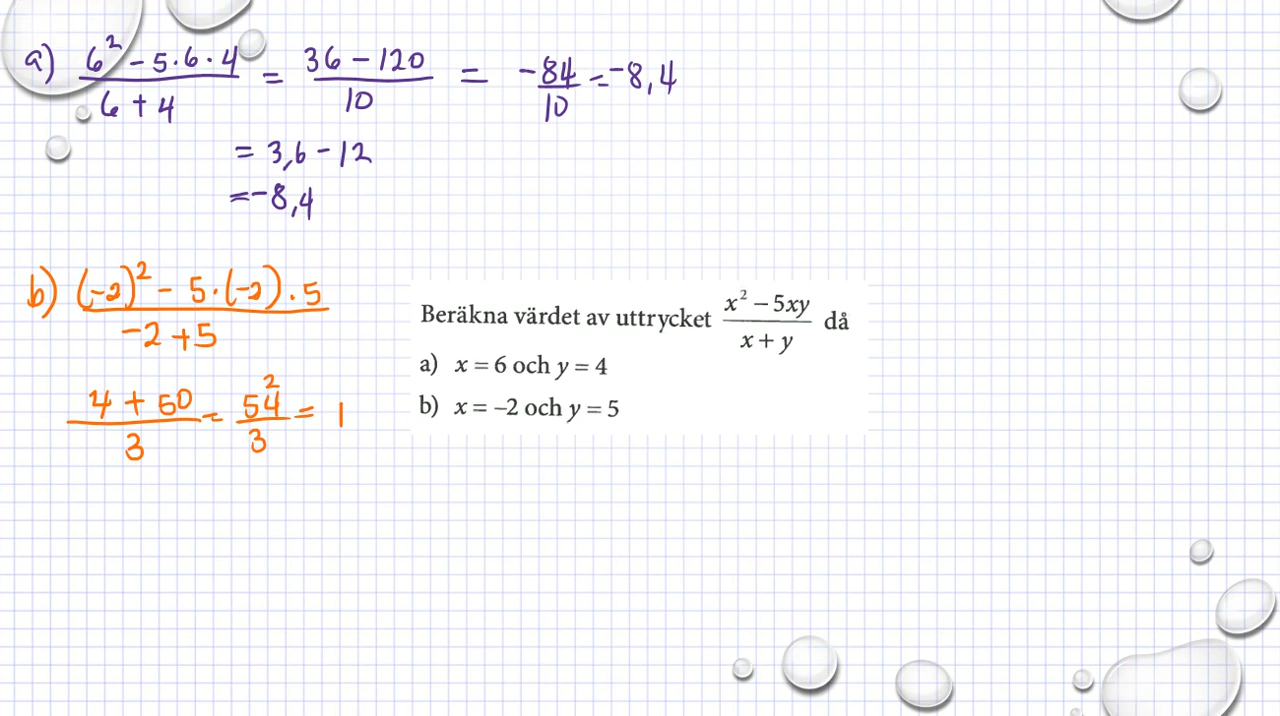 a) (6² - 5·6·4)/(6 + 4) = (36 - 120)/10 = -84/10 = -8,4
= 3,6 - 12
= -8,4
b) ((-2)² - 5·(-2)·5)/(-2 + 5)
(4 + 50)/3 = 5²4/3 = 1
Beräkna värdet av uttrycket (x² − 5xy)/(x + y) då
a) x = 6 och y = 4
b) x = −2 och y = 5